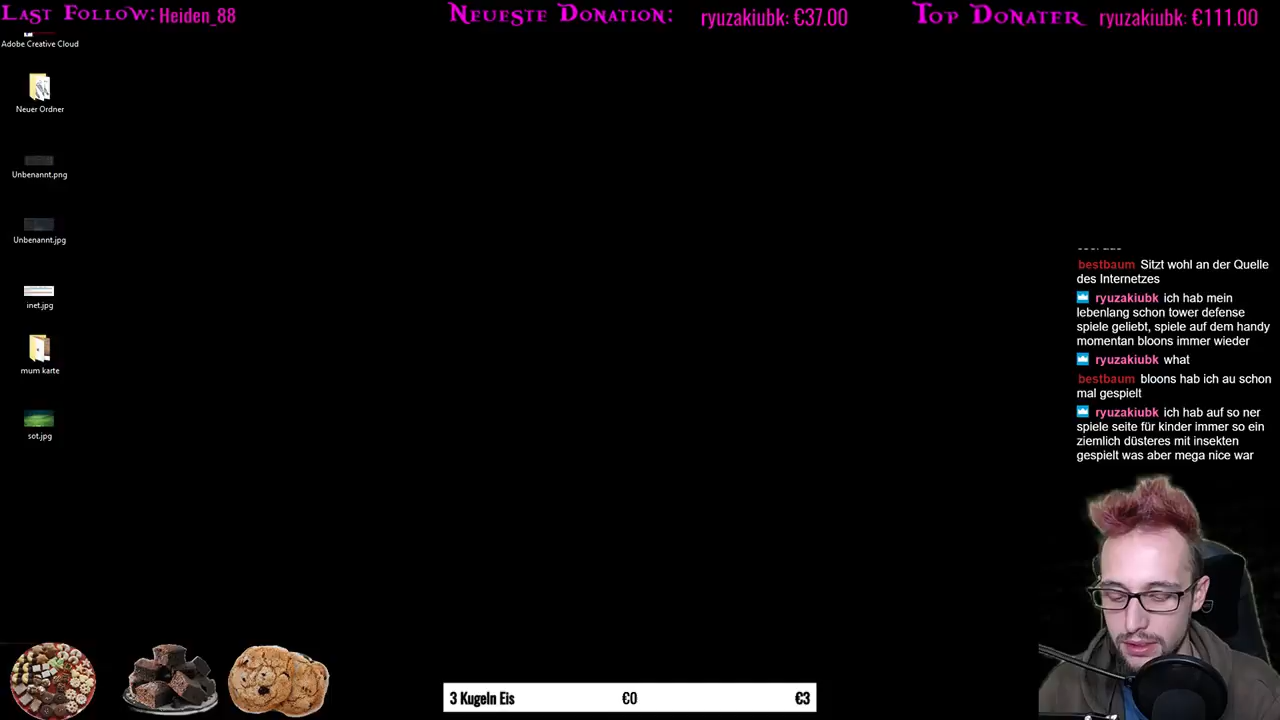 Last Follow: Heiden_88
Neueste Donation: ryuzakiubk: €37.00
Top Donater ryuzakiubk: €111.00
Adobe Creative Cloud
Neuer Ordner
Unbenannt.png
Unbenannt.jpg
inet.jpg
mum karte
sot.jpg
bestbaum Sitzt wohl an der Quelle
des Internetzes
ryuzakiubk ich hab mein
lebenlang schon tower defense
spiele geliebt, spiele auf dem handy
momentan bloons immer wieder
ryuzakiubk what
bestbaum bloons hab ich au schon
mal gespielt
ryuzakiubk ich hab auf so ner
spiele seite für kinder immer so ein
ziemlich düsteres mit insekten
gespielt was aber mega nice war
3 Kugeln Eis €0 €3